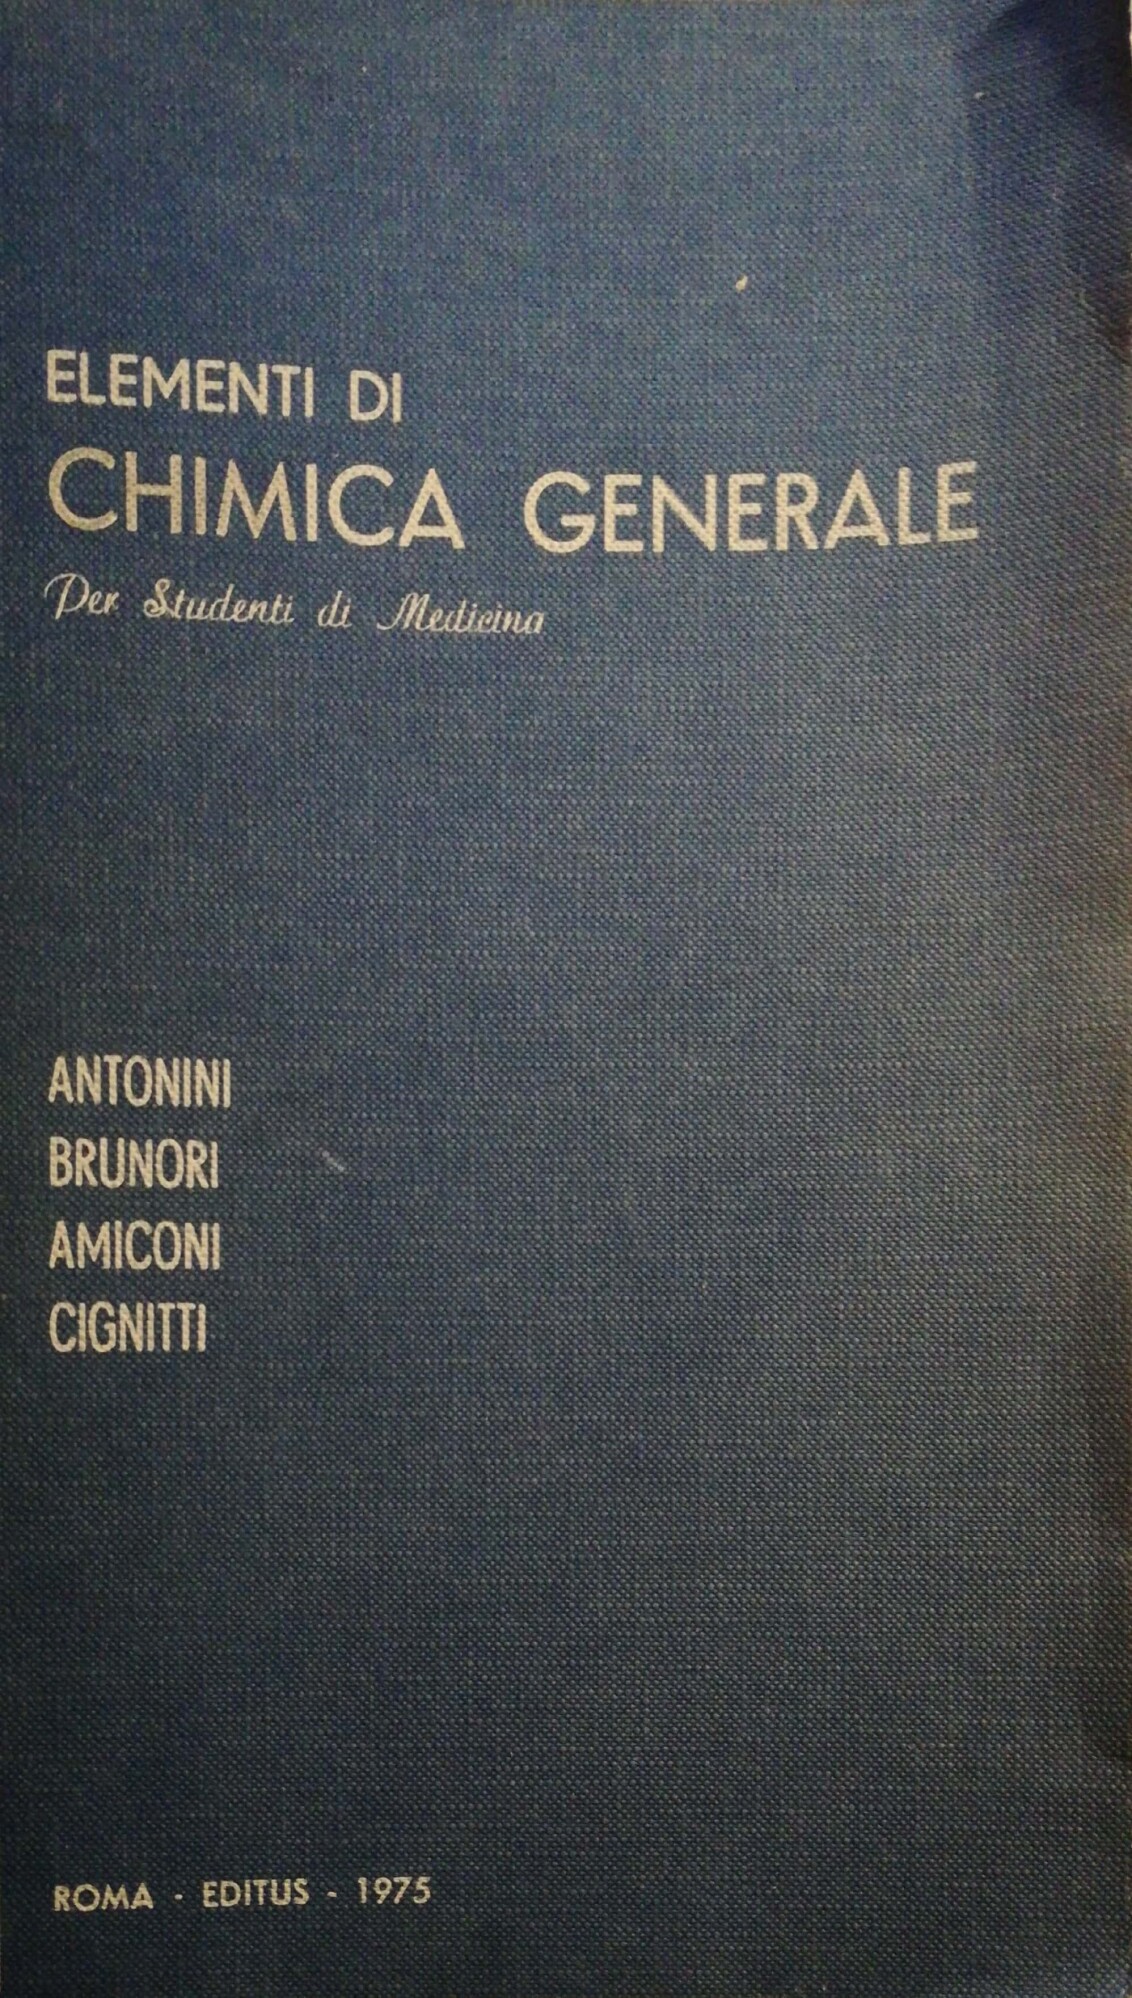 ELEMENTI DI
CHIMICA GENERALE
Per Studenti di Medicina
ANTONINI
BRUNORI
AMICONI
CIGNITTI
ROMA - EDITUS - 1975